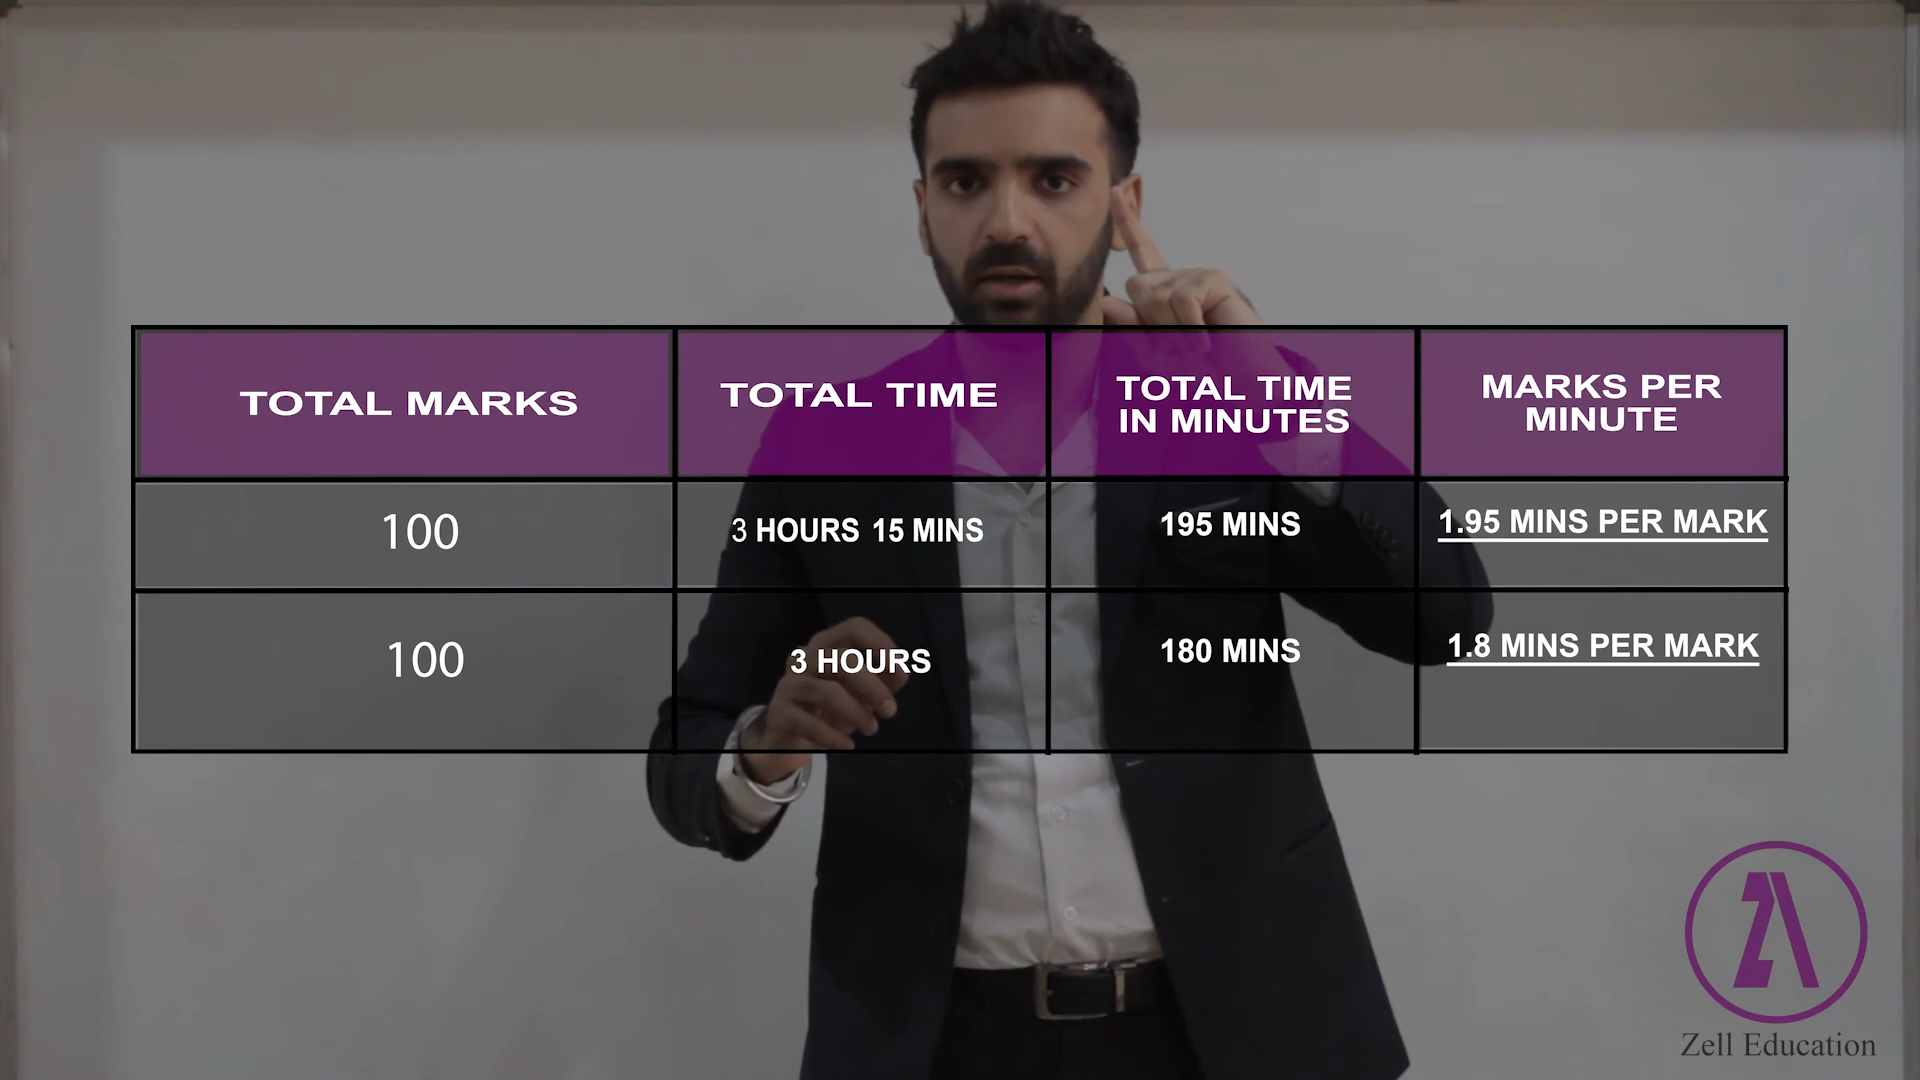 TOTAL MARKS
TOTAL TIME
TOTAL TIME
IN MINUTES
MARKS PER
MINUTE
100
3 HOURS 15 MINS
195 MINS
1.95 MINS PER MARK
100
3 HOURS
180 MINS
1.8 MINS PER MARK
Zell Education